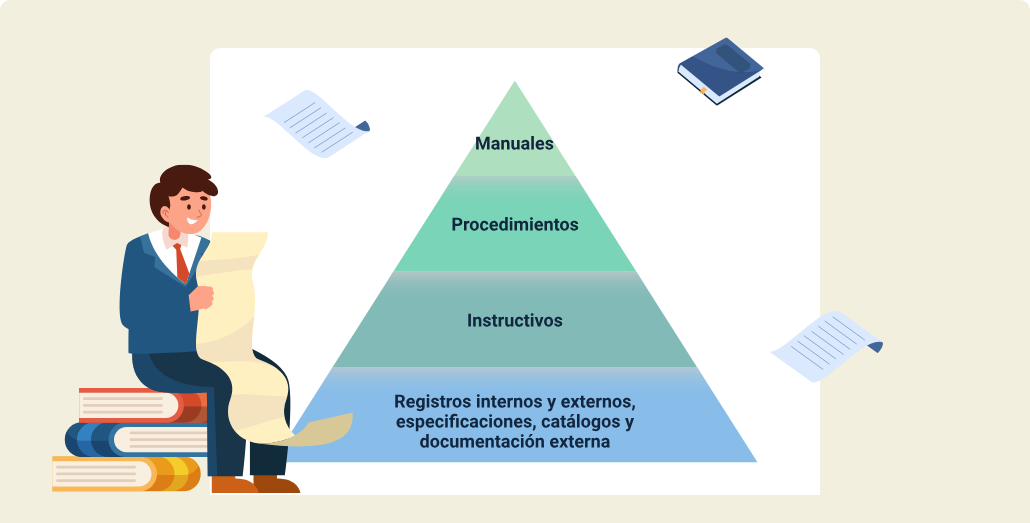 Manuales
Procedimientos
Instructivos
Registros internos y externos,
especificaciones, catálogos y
documentación externa